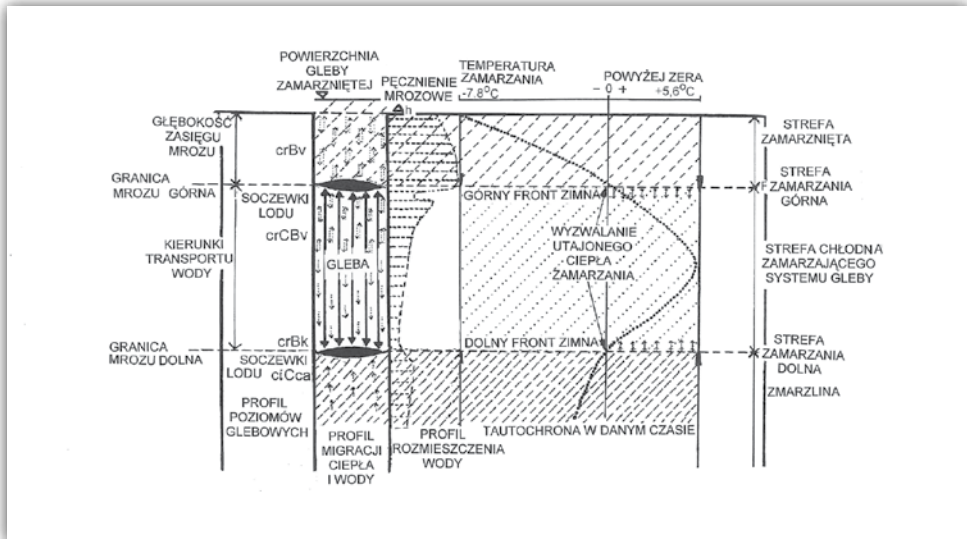 POWIERZCHNIA
GLEBY
ZAMARZNIĘTEJ
PĘCZNIENIE
MROZOWE
h
TEMPERATURA
ZAMARZANIA
-7.8°C
POWYŻEJ ZERA
- 0 +
+5,6°C
GŁĘBOKOŚĆ
ZASIĘGU
MROZU
GRANICA
MROZU GÓRNA
KIERUNKI
TRANSPORTU
WODY
GRANICA
MROZU DOLNA
crBv
SOCZEWKI
LODU
crCBv
crBk
SOCZEWKI
LODU
PROFIL
POZIOMÓW
GLEBOWYCH
GLEBA
PROFIL
MIGRACJI
CIEPŁA
I WODY
PROFIL
ROZMIESZCZENIA
WODY
GÓRNY FRONT ZIMNA
WYZWALANIE
UTAJONEGO
CIEPŁA
ZAMARZANIA
DOLNY FRONT ZIMNA
TAUTOCHRONA W DANYM CZASIE
STREFA
ZAMARZNIĘTA
STREFA
ZAMARZANIA
GÓRNA
STREFA CHŁODNA
ZAMARZAJĄCEGO
SYSTEMU GLEBY
STREFA
ZAMARZANIA
DOLNA
ZMARZLINA